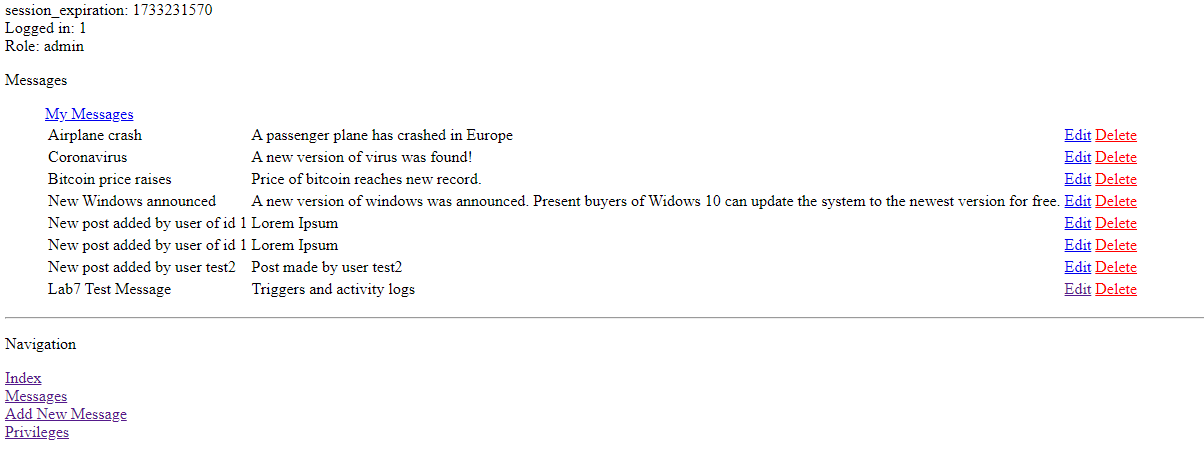 session_expiration: 1733231570
Logged in: 1
Role: admin
Messages
My Messages
Airplane crash A passenger plane has crashed in Europe Edit Delete
Coronavirus A new version of virus was found! Edit Delete
Bitcoin price raises Price of bitcoin reaches new record. Edit Delete
New Windows announced A new version of windows was announced. Present buyers of Widows 10 can update the system to the newest version for free. Edit Delete
New post added by user of id 1 Lorem Ipsum Edit Delete
New post added by user of id 1 Lorem Ipsum Edit Delete
New post added by user test2 Post made by user test2 Edit Delete
Lab7 Test Message Triggers and activity logs Edit Delete
Navigation
Index
Messages
Add New Message
Privileges